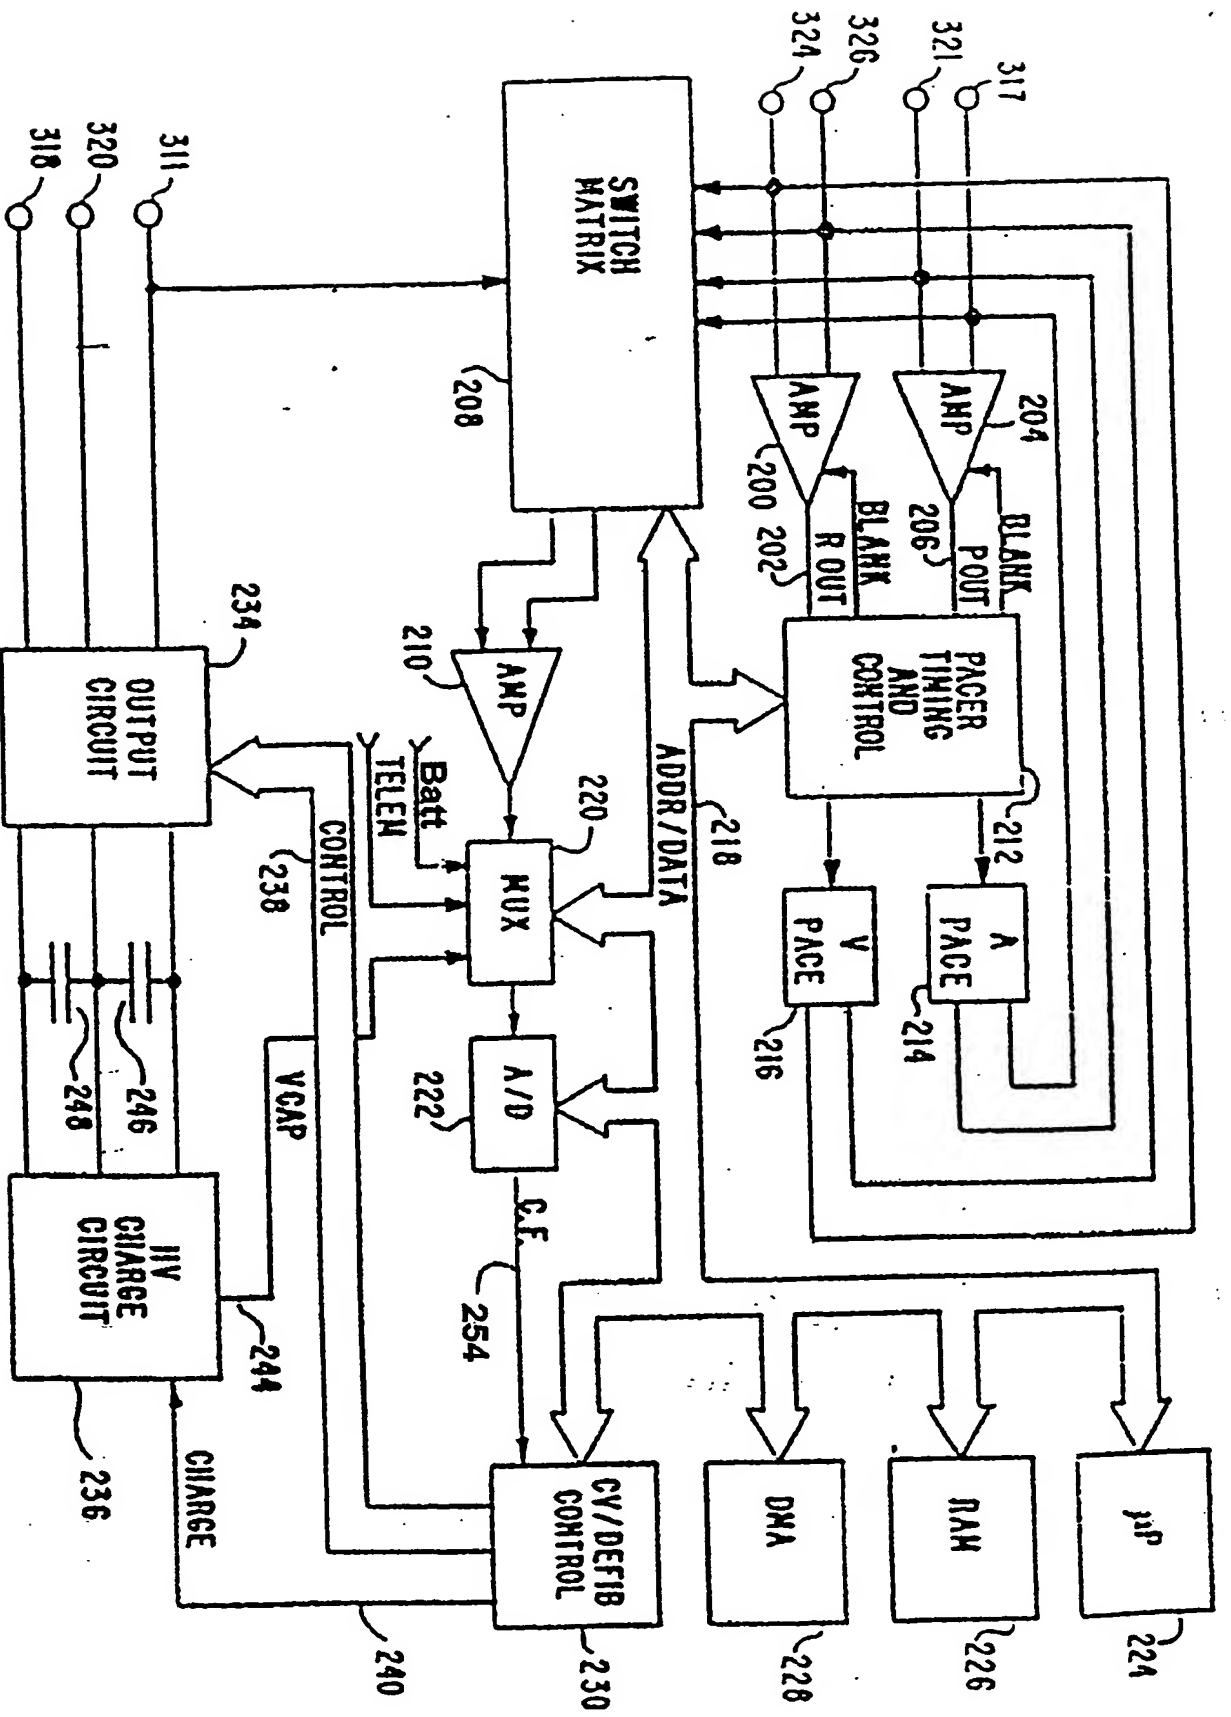 317
321
326
324
AMP
204
BLANK
P OUT
206
AMP
200
BLANK
R OUT
202
PACER
TIMING
AND
CONTROL
212
A
PACE
214
V
PACE
216
SWITCH
MATRIX
208
ADDR/DATA
218
AMP
210
Batt
TELEM
MUX
220
A/D
222
C.F.
254
CONTROL
238
VCAP
244
μP
224
RAM
226
DMA
228
CV/DEFIB
CONTROL
230
240
CHARGE
311
320
318
OUTPUT
CIRCUIT
234
246
248
HV
CHARGE
CIRCUIT
236